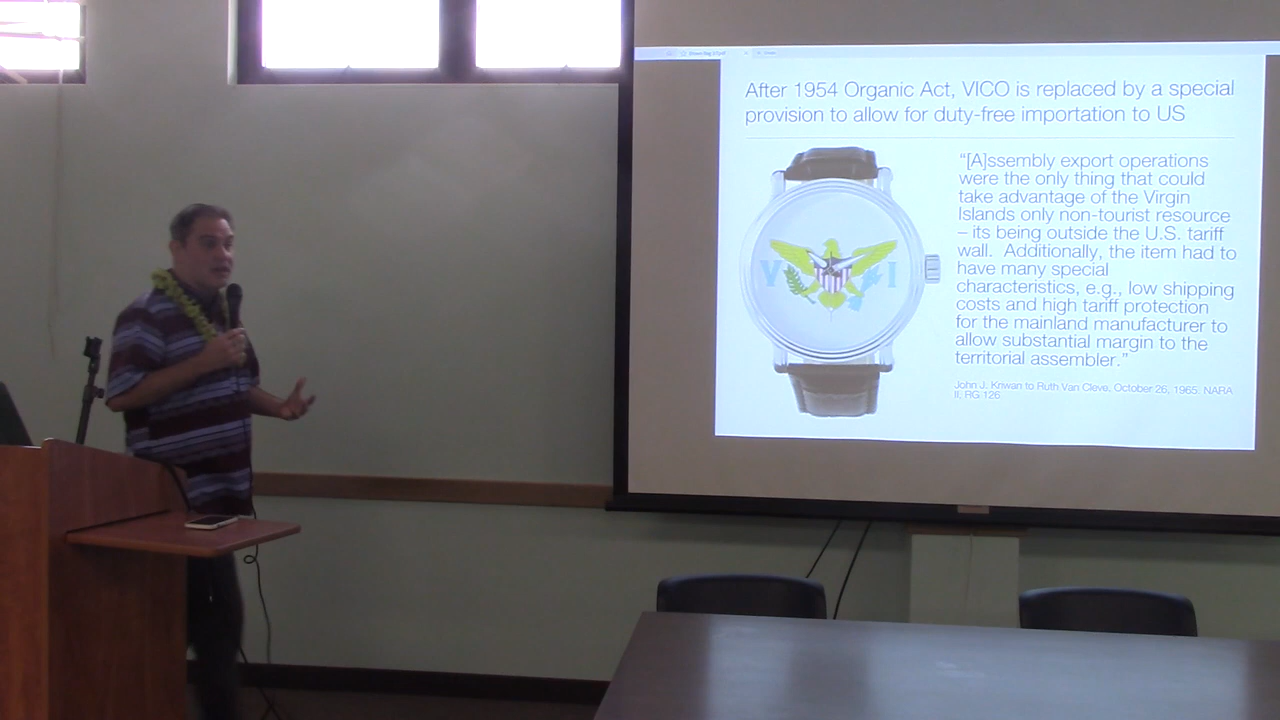 After 1954 Organic Act, VICO is replaced by a special
provision to allow for duty-free importation to US
V I
“[A]ssembly export operations
were the only thing that could
take advantage of the Virgin
Islands only non-tourist resource
– its being outside the U.S. tariff
wall. Additionally, the item had to
have many special
characteristics, e.g., low shipping
costs and high tariff protection
for the mainland manufacturer to
allow substantial margin to the
territorial assembler.”
John J. Kirwan to Ruth Van Cleve, October 26, 1965. NARA
II, RG 126